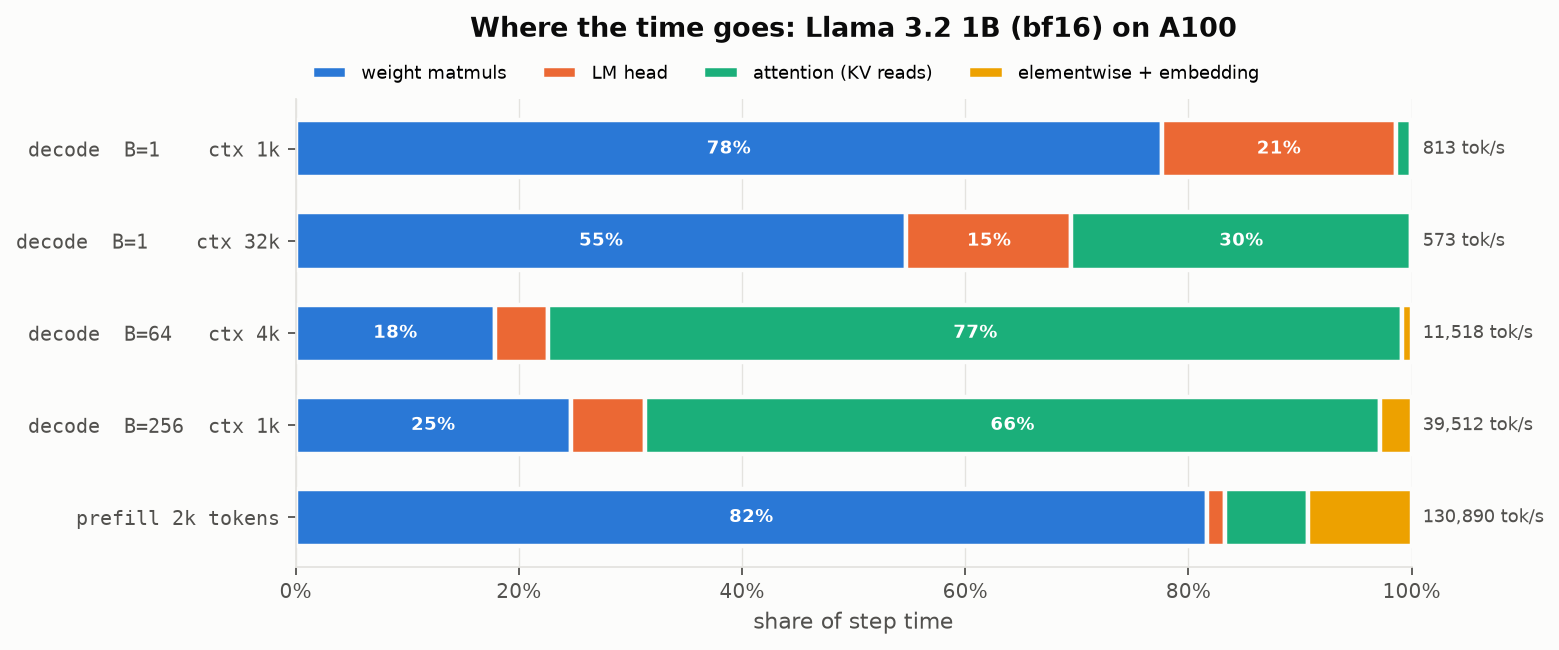 Where the time goes: Llama 3.2 1B (bf16) on A100
weight matmuls LM head attention (KV reads) elementwise + embedding
decode B=1 ctx 1k 78% 21% 813 tok/s
decode B=1 ctx 32k 55% 15% 30% 573 tok/s
decode B=64 ctx 4k 18% 77% 11,518 tok/s
decode B=256 ctx 1k 25% 66% 39,512 tok/s
prefill 2k tokens 82% 130,890 tok/s
0% 20% 40% 60% 80% 100%
share of step time